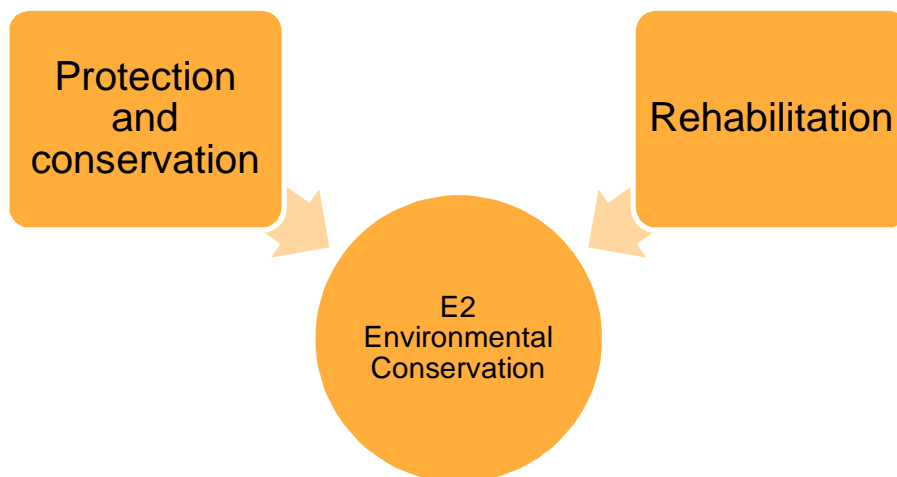 Protection
and
conservation
Rehabilitation
E2
Environmental
Conservation